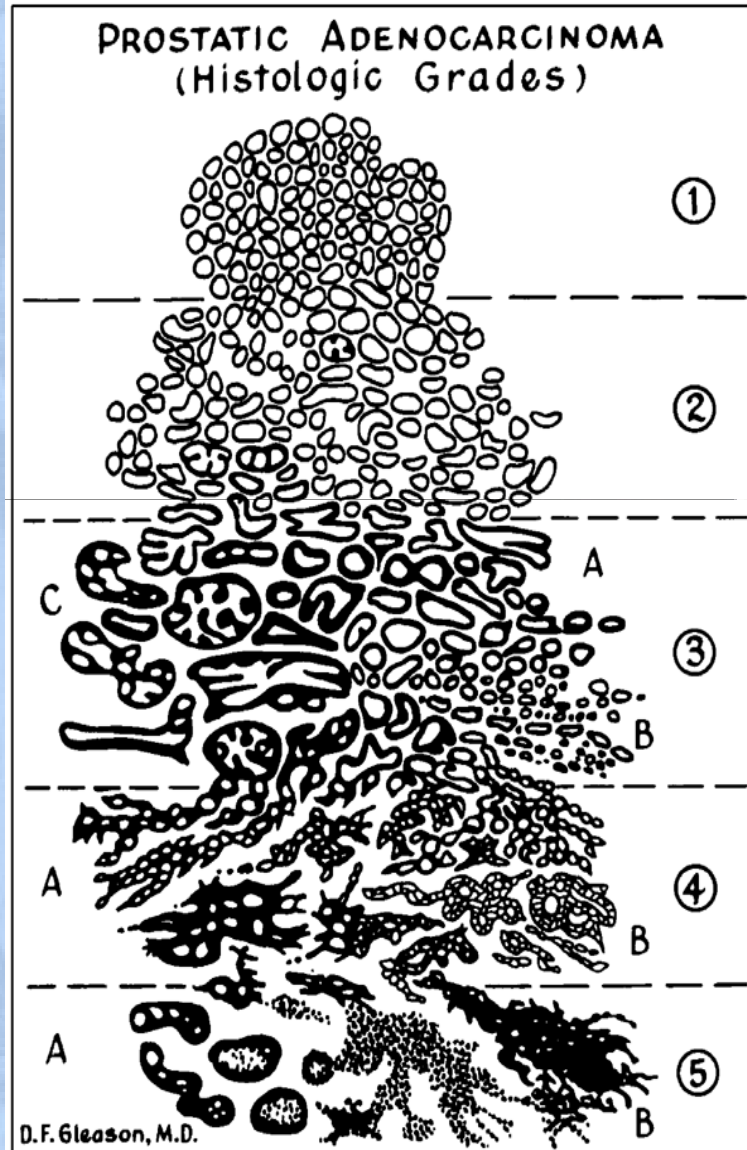 PROSTATIC ADENOCARCINOMA
(Histologic Grades)
①
②
A
C
③
B
A
④
B
A
⑤
B
D.F. Gleason, M.D.